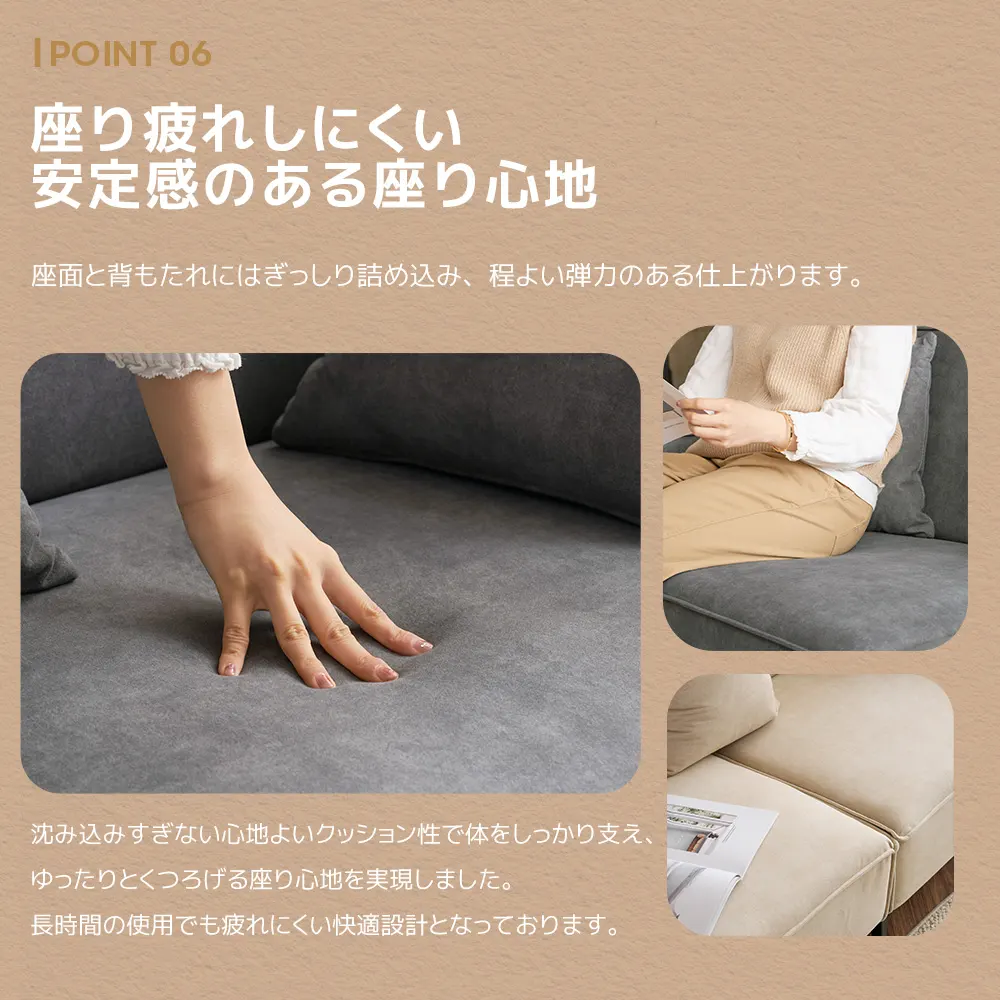 POINT 06
座り疲れしにくい
安定感のある座り心地
座面と背もたれにはぎっしり詰め込み、程よい弾力のある仕上がります。
沈み込みすぎない心地よいクッション性で体をしっかり支え、
ゆったりとくつろげる座り心地を実現しました。
長時間の使用でも疲れにくい快適設計となっております。